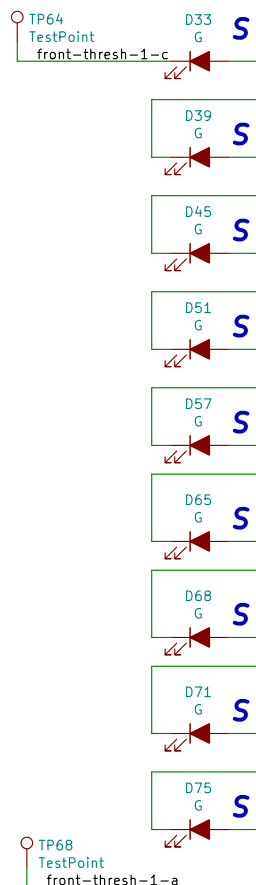 TP64
TestPoint
front-thresh-1-c
D33
G
S
D39
G
S
D45
G
S
D51
G
S
D57
G
S
D65
G
S
D68
G
S
D71
G
S
D75
G
S
TP68
TestPoint
front-thresh-1-a